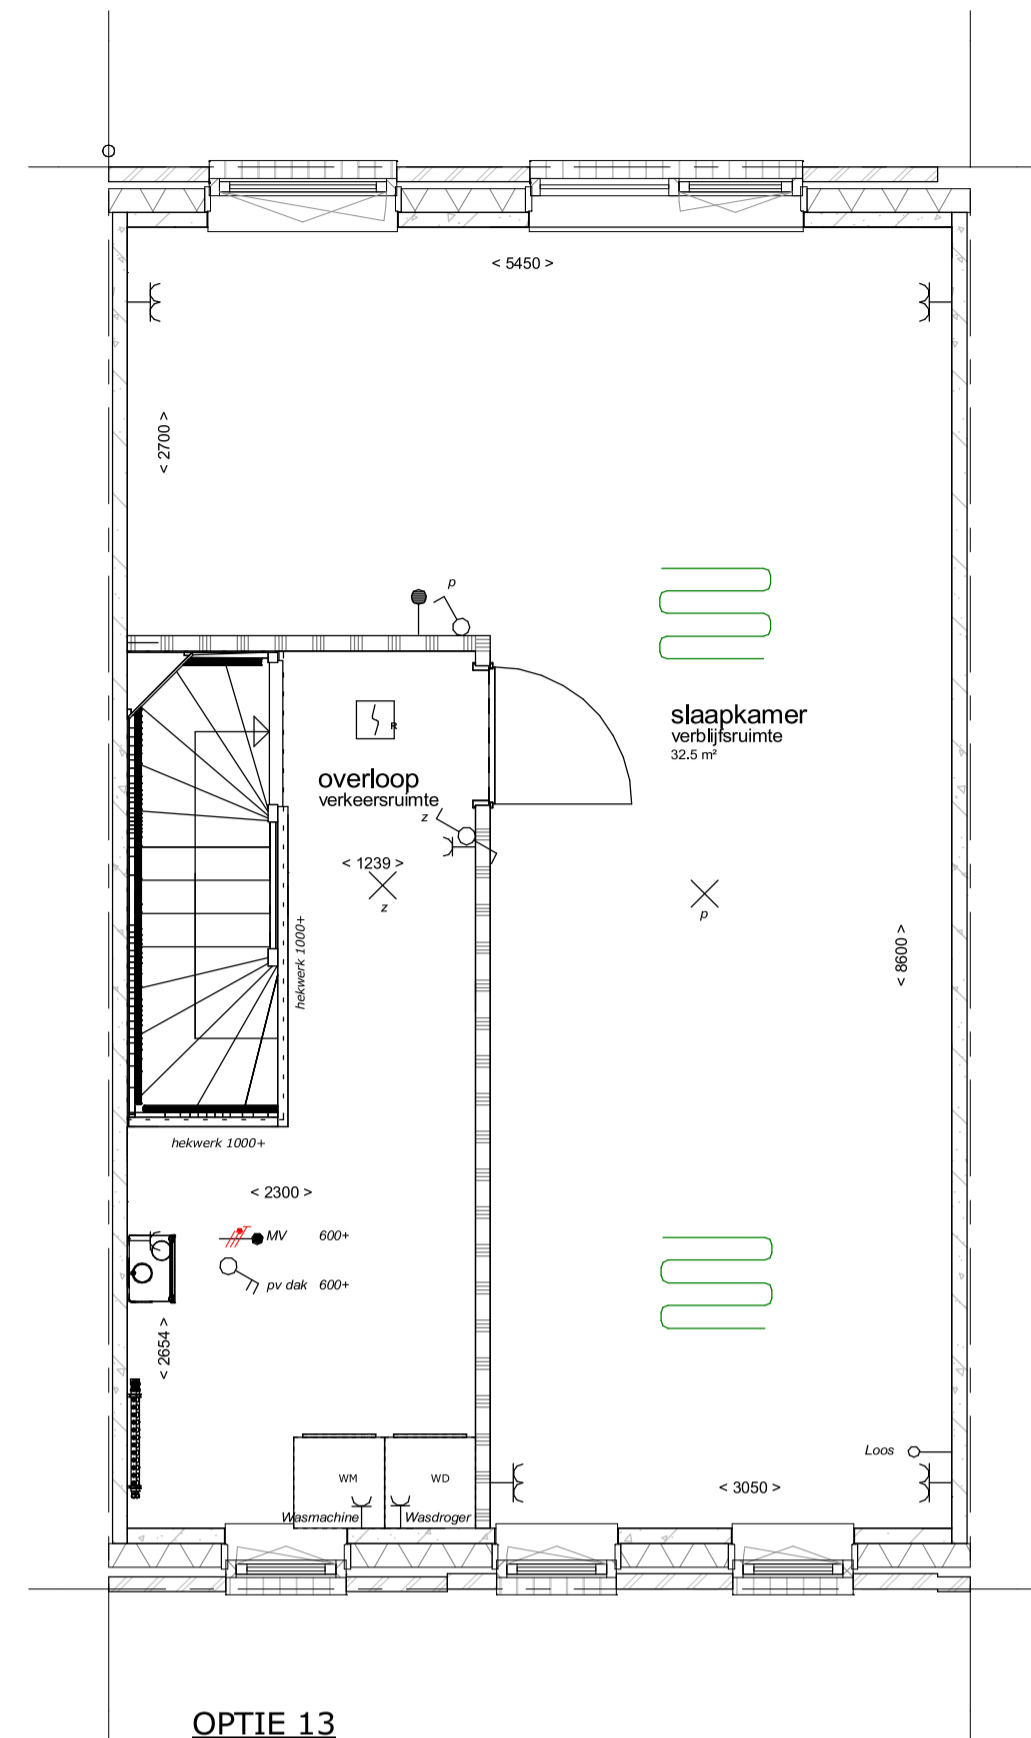 < 5450 >
< 2700 >
p
slaapkamer
verblijfsruimte
32.5 m²
R
overloop
verkeersruimte
z
< 1239 >
z
p
hekwerk 1000+
< 8600 >
hekwerk 1000+
< 2300 >
MV 600+
pv dak 600+
< 2654 >
Loos
WM
WD
< 3050 >
Wasmachine
Wasdroger
OPTIE 13